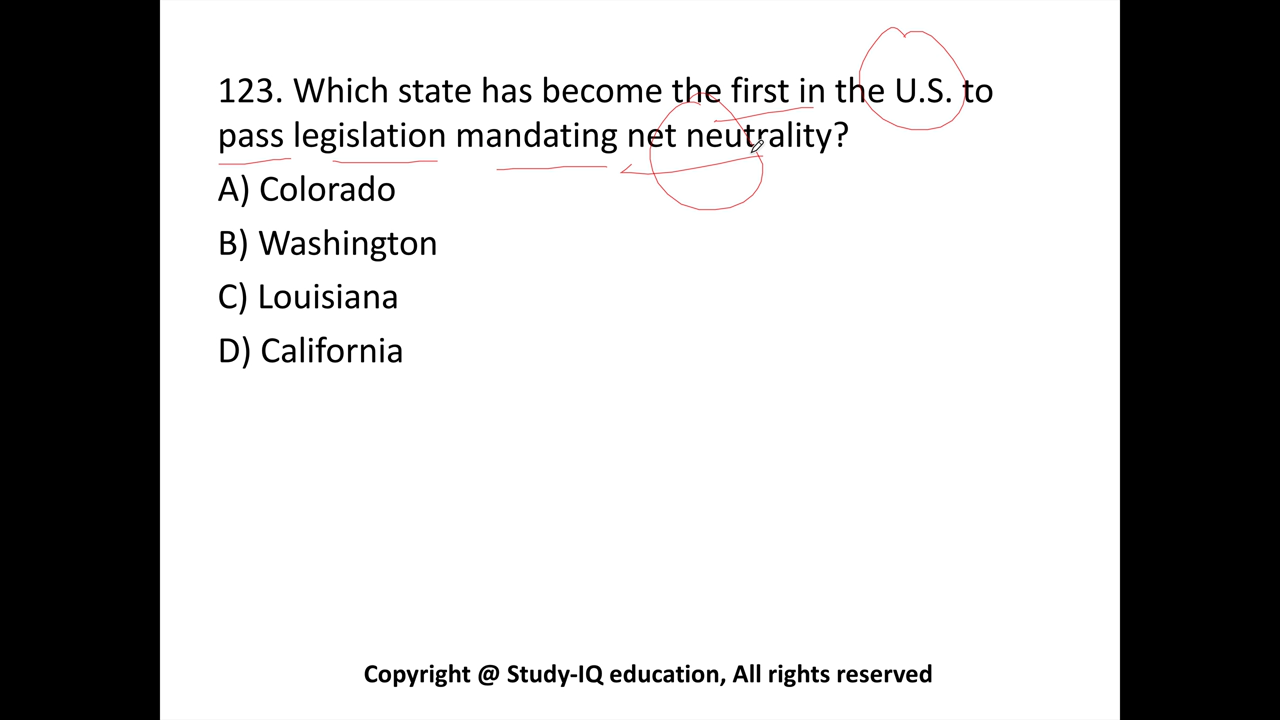 123. Which state has become the first in the U.S. to
pass legislation mandating net neutrality?
A) Colorado
B) Washington
C) Louisiana
D) California
Copyright @ Study-IQ education, All rights reserved